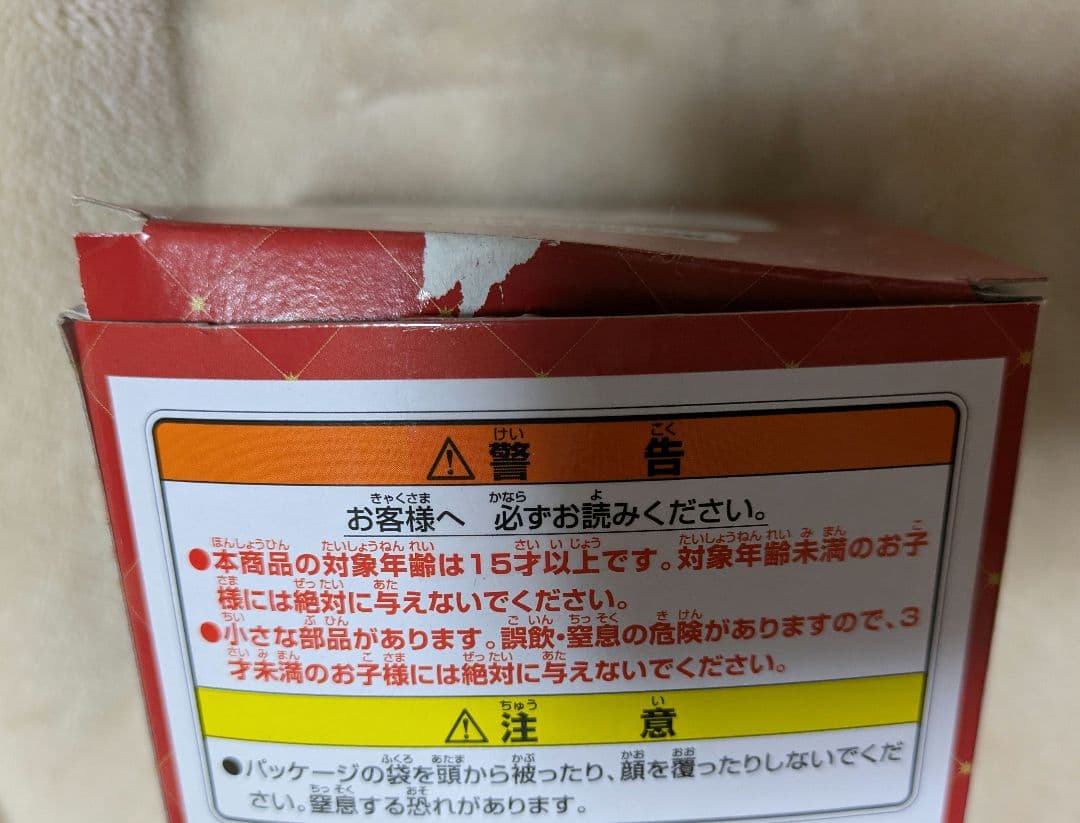 ⚠警告
お客様へ 必ずお読みください。
●本商品の対象年齢は15才以上です。対象年齢未満のお子
様には絶対に与えないでください。
●小さな部品があります。誤飲・窒息の危険がありますので、3
才未満のお子様には絶対に与えないでください。
⚠注意
●パッケージの袋を頭から被ったり、顔を覆ったりしないでくだ
さい。窒息する恐れがあります。